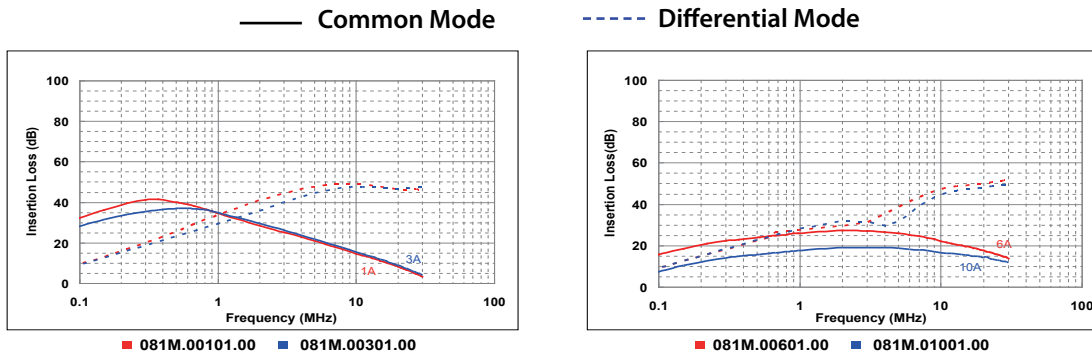 Common Mode
Differential Mode
Insertion Loss (dB)
100
80
60
40
20
0
3A
1A
0.1
1
10
100
Frequency (MHz)
081M.00101.00
081M.00301.00
Insertion Loss(dB)
100
80
60
40
20
0
6A
10A
0.1
1
10
100
Frequency (MHz)
081M.00601.00
081M.01001.00